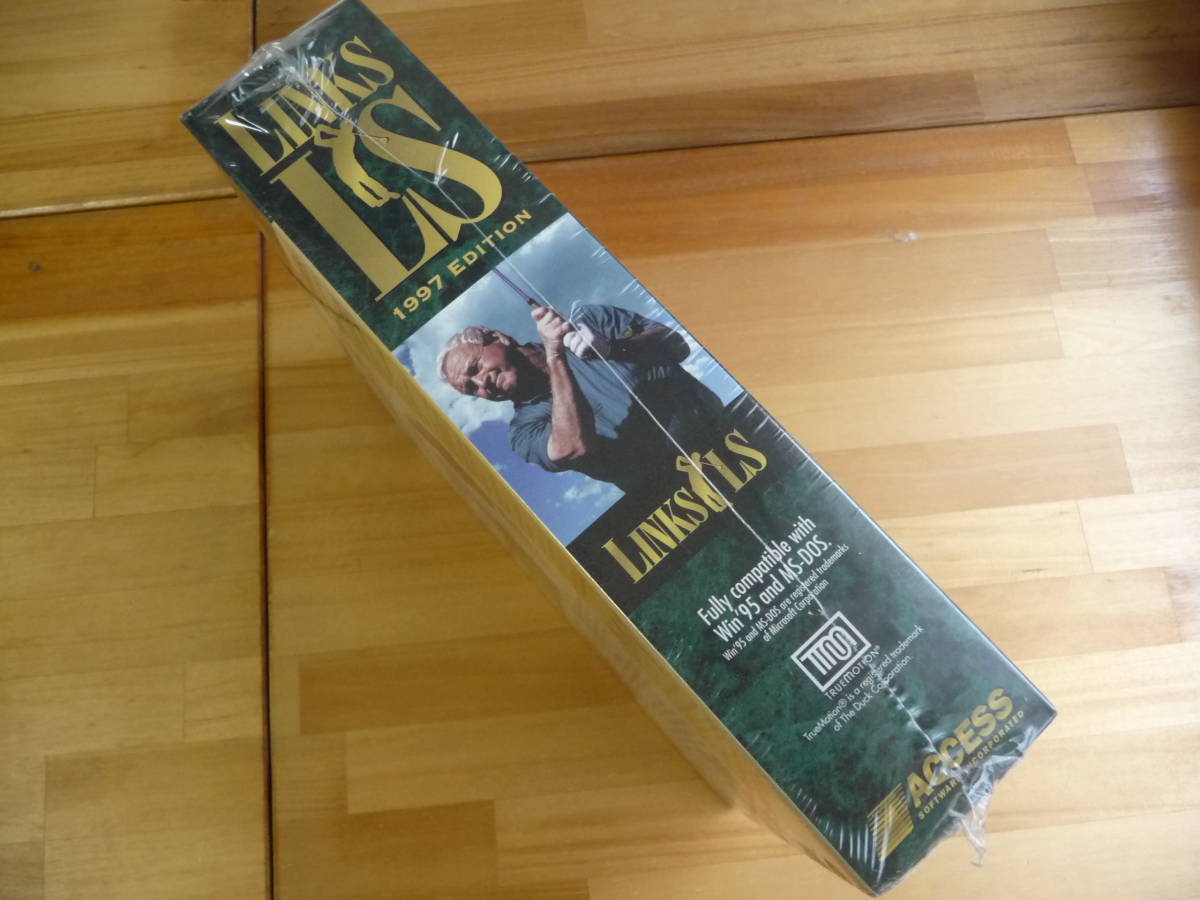 LINKS
LS
1997 EDITION
LINKS LS
Fully compatible with
Win'95 and MS-DOS.
Win'95 and MS-DOS are registered trademarks
of Microsoft Corporation
TM
TRUEMOTION®
TrueMotion® is a registered trademark
of The Duck Corporation.
ACCESS
SOFTWARE INCORPORATED